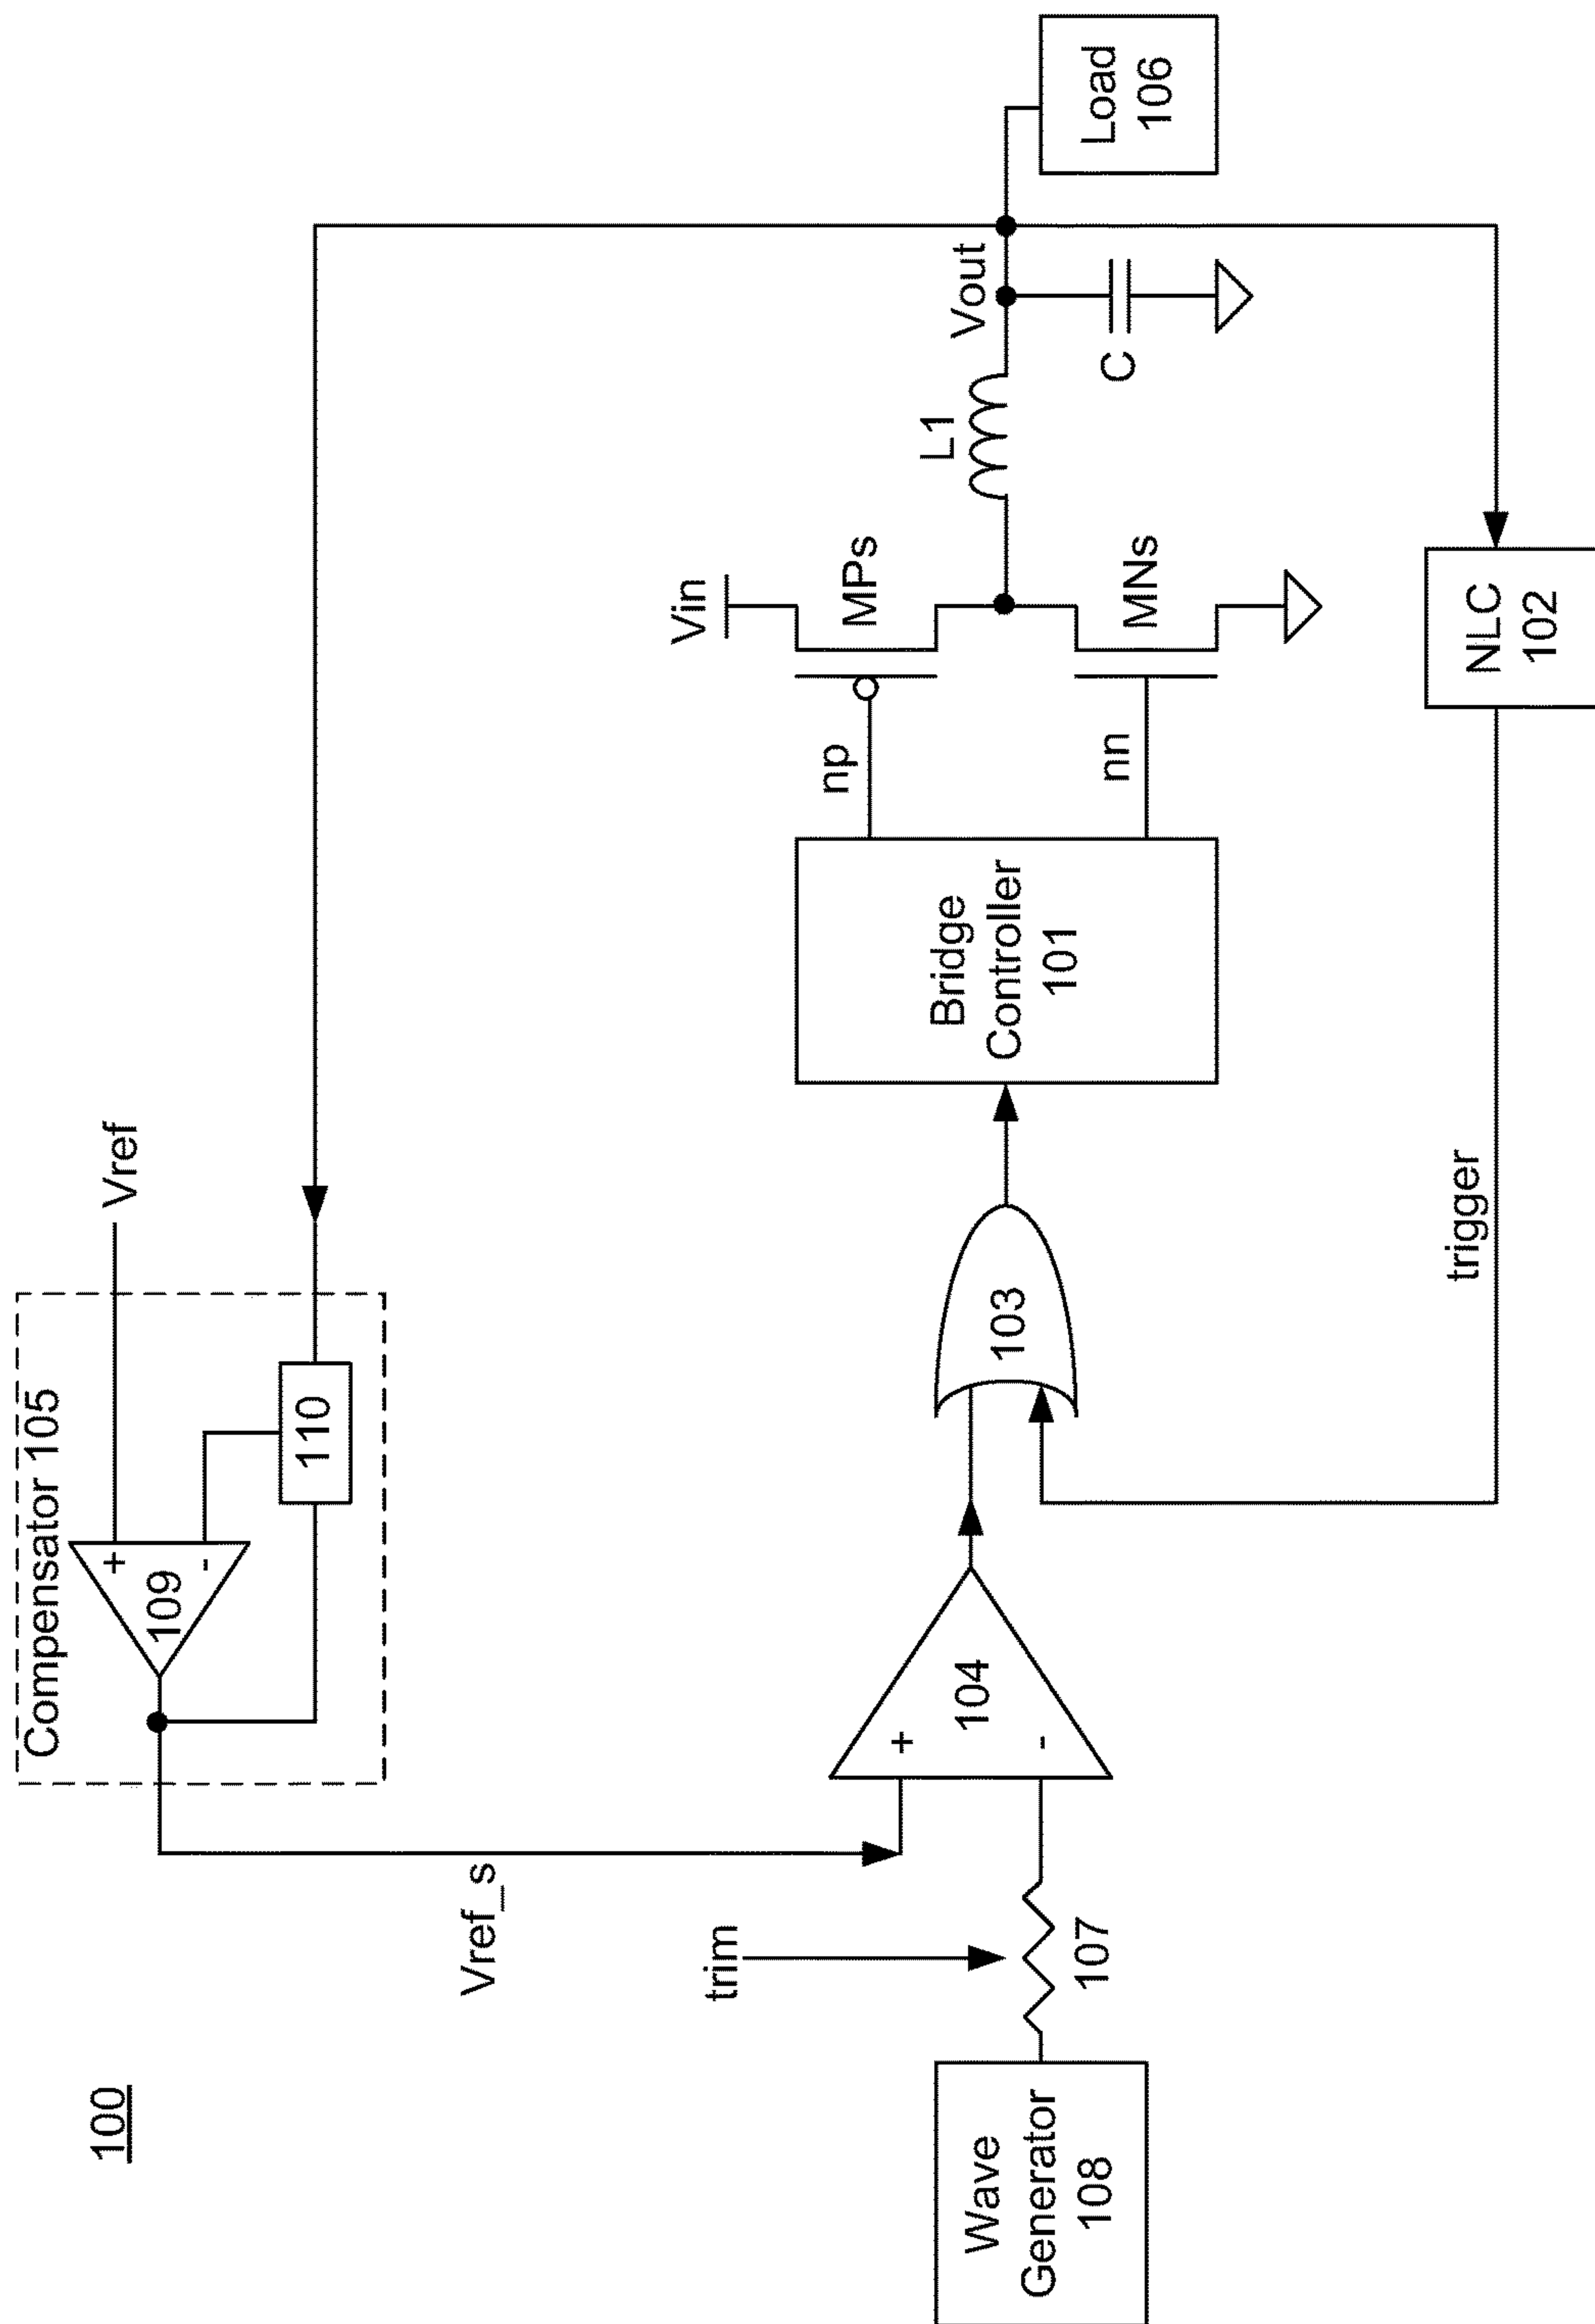 100
Compensator 105
Vref
+
-
109
110
Vref_s
trim
Wave
Generator
108
107
+
-
104
103
Bridge
Controller
101
np
nn
Vin
MPs
MNs
L1
Vout
C
Load
106
trigger
NLC
102